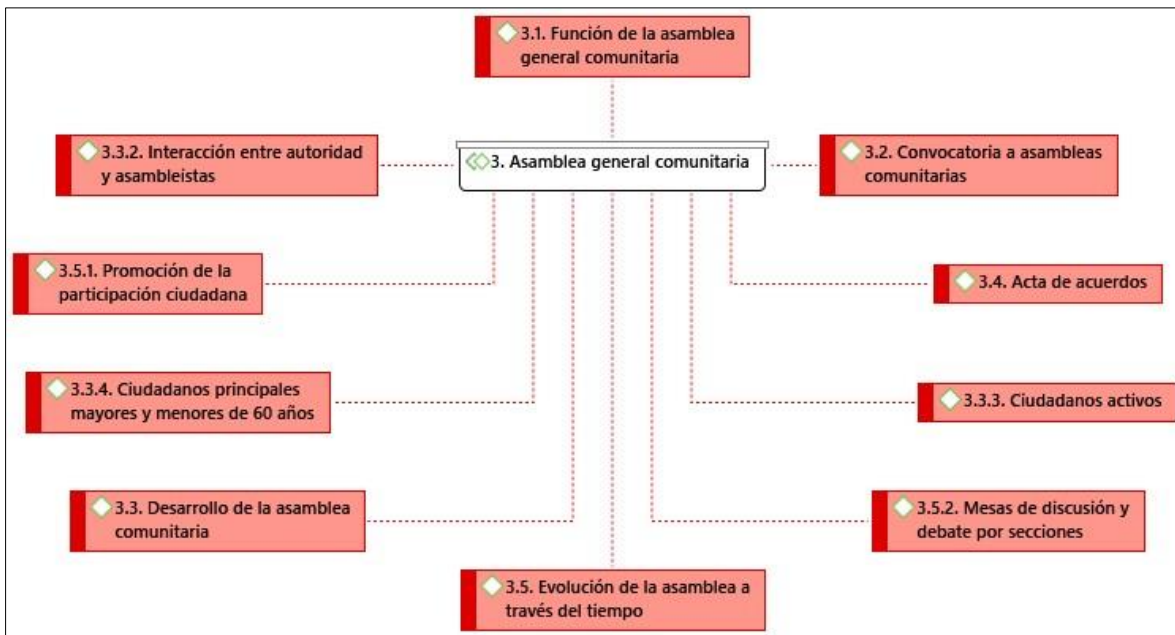 3.1. Función de la asamblea
general comunitaria
3.3.2. Interacción entre autoridad
y asambleístas
3. Asamblea general comunitaria
3.2. Convocatoria a asambleas
comunitarias
3.5.1. Promoción de la
participación ciudadana
3.4. Acta de acuerdos
3.3.4. Ciudadanos principales
mayores y menores de 60 años
3.3.3. Ciudadanos activos
3.3. Desarrollo de la asamblea
comunitaria
3.5.2. Mesas de discusión y
debate por secciones
3.5. Evolución de la asamblea a
través del tiempo